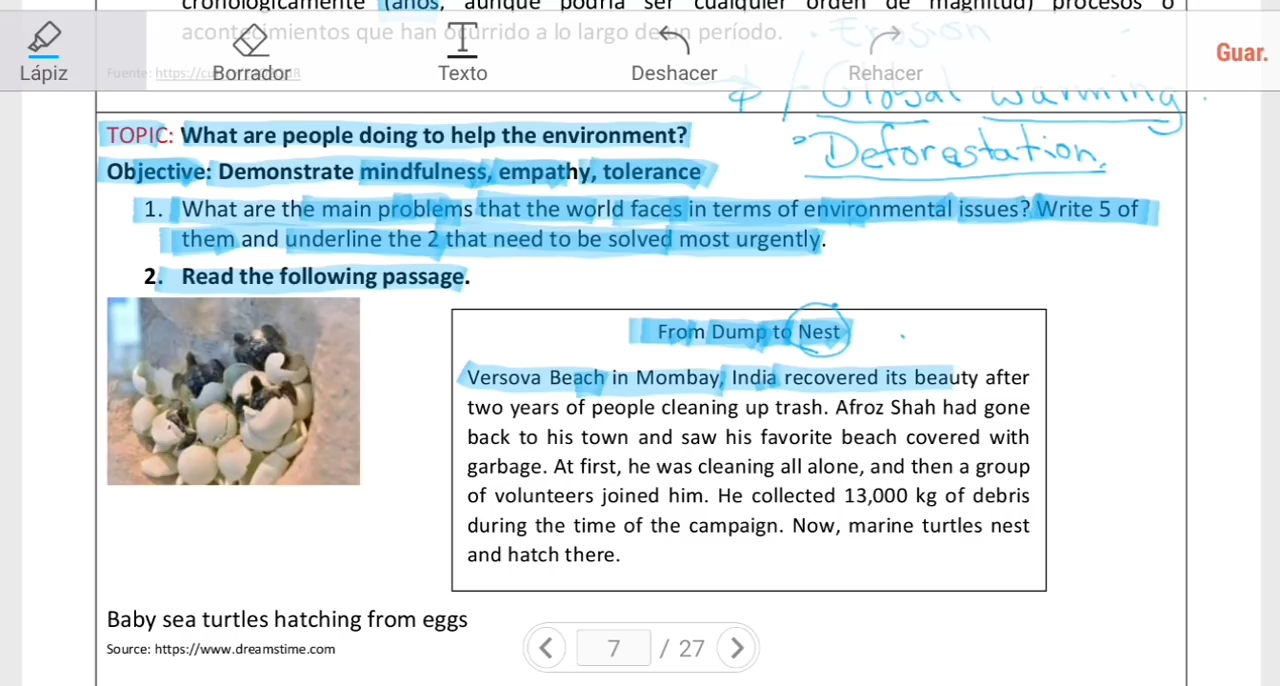 cronológicamente (años, aunque podría ser cualquier orden de magnitud) procesos o
acontecimientos que han ocurrido a lo largo de un período. • Erosion
Lápiz Borrador Texto Deshacer Rehacer Guar.
Fuente: https://cu
Global warming.
TOPIC: What are people doing to help the environment?
Deforestation.
Objective: Demonstrate mindfulness, empathy, tolerance
1. What are the main problems that the world faces in terms of environmental issues? Write 5 of
them and underline the 2 that need to be solved most urgently.
2. Read the following passage.
From Dump to Nest
Versova Beach in Mombay, India recovered its beauty after
two years of people cleaning up trash. Afroz Shah had gone
back to his town and saw his favorite beach covered with
garbage. At first, he was cleaning all alone, and then a group
of volunteers joined him. He collected 13,000 kg of debris
during the time of the campaign. Now, marine turtles nest
and hatch there.
Baby sea turtles hatching from eggs
Source: https://www.dreamstime.com
7 / 27